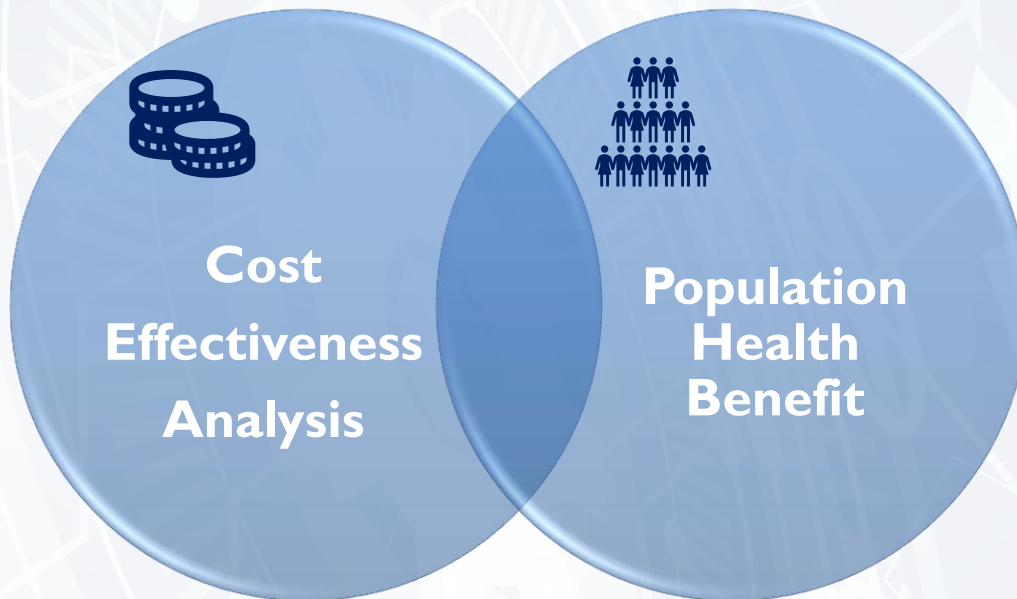 Cost
Effectiveness
Analysis
Population
Health
Benefit